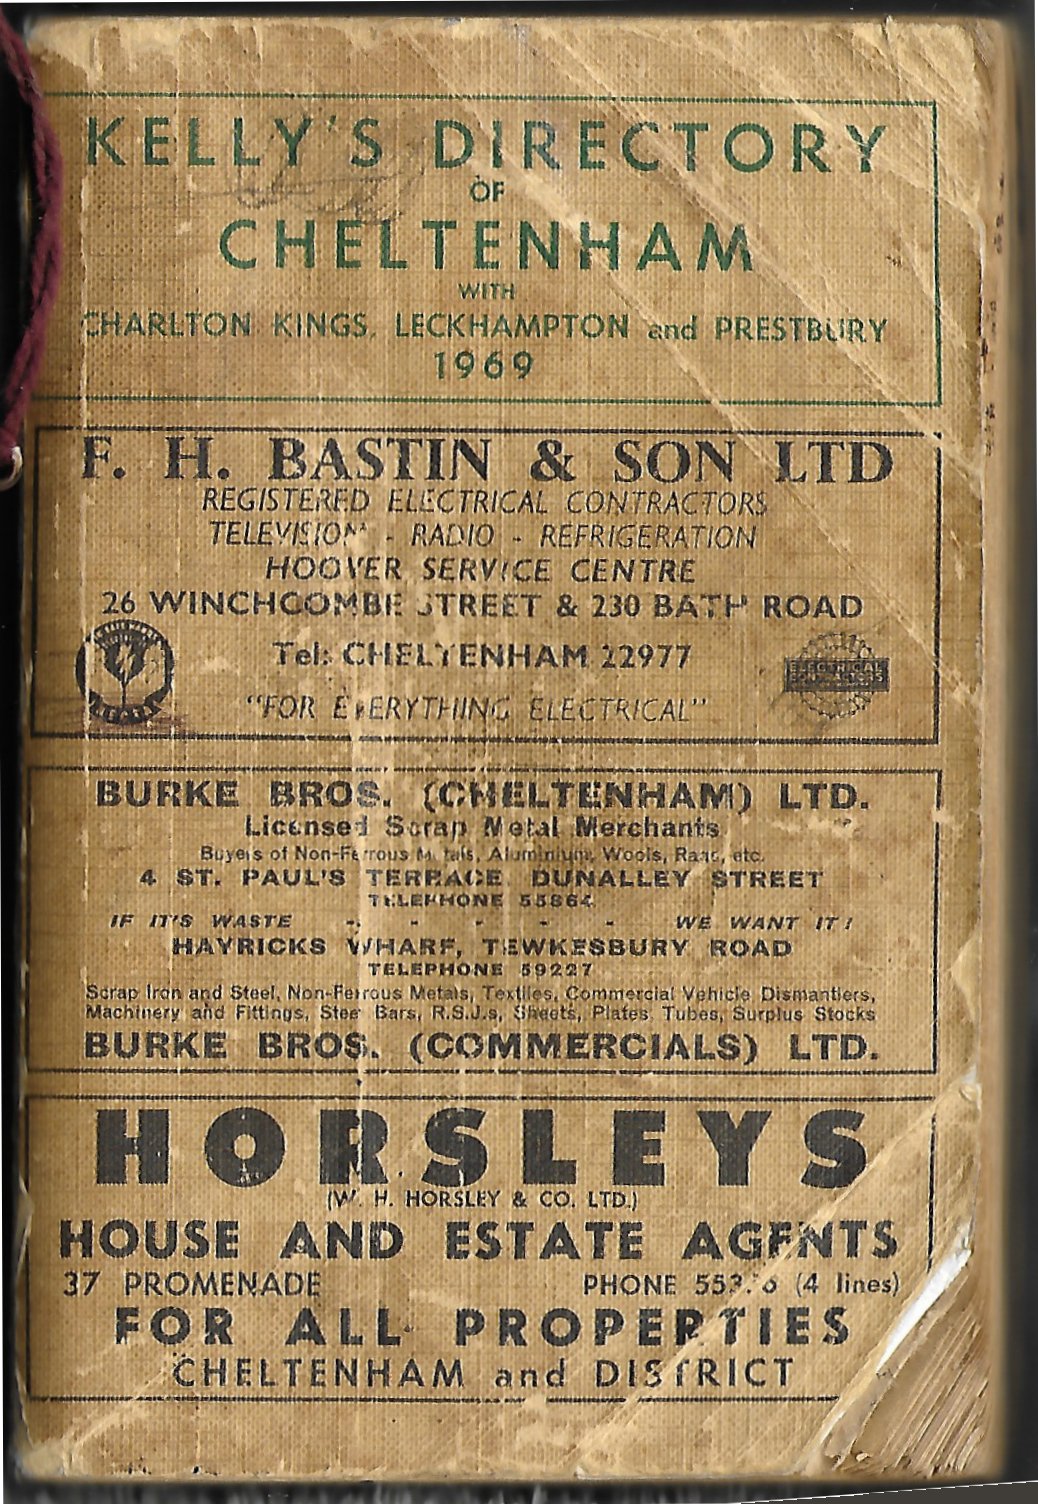 KELLY'S DIRECTORY
OF
CHELTENHAM
WITH
CHARLTON KINGS, LECKHAMPTON and PRESTBURY
1969
F. H. BASTIN & SON LTD
REGISTERED ELECTRICAL CONTRACTORS
TELEVISION - RADIO - REFRIGERATION
HOOVER SERVICE CENTRE
26 WINCHCOMBE STREET & 230 BATH ROAD
Tel: CHELTENHAM 22977
ELECTRICAL
CONTRACTORS
"FOR EVERYTHING ELECTRICAL"
BURKE BROS. (CHELTENHAM) LTD.
Licensed Scrap Metal Merchants
Buyers of Non-Ferrous Metals, Aluminium, Wools, Rags, etc.
4 ST. PAUL'S TERRACE, DUNALLEY STREET
TELEPHONE 55864
IF IT'S WASTE - - - - - WE WANT IT!
HAYRICKS WHARF, TEWKESBURY ROAD
TELEPHONE 59227
Scrap Iron and Steel, Non-Ferrous Metals, Textiles, Commercial Vehicle Dismantlers,
Machinery and Fittings, Steel Bars, R.S.J.s, Sheets, Plates, Tubes, Surplus Stocks
BURKE BROS. (COMMERCIALS) LTD.
HORSLEYS
(W. H. HORSLEY & CO. LTD.)
HOUSE AND ESTATE AGENTS
37 PROMENADE PHONE (4 lines)
FOR ALL PROPERTIES
CHELTENHAM and DISTRICT